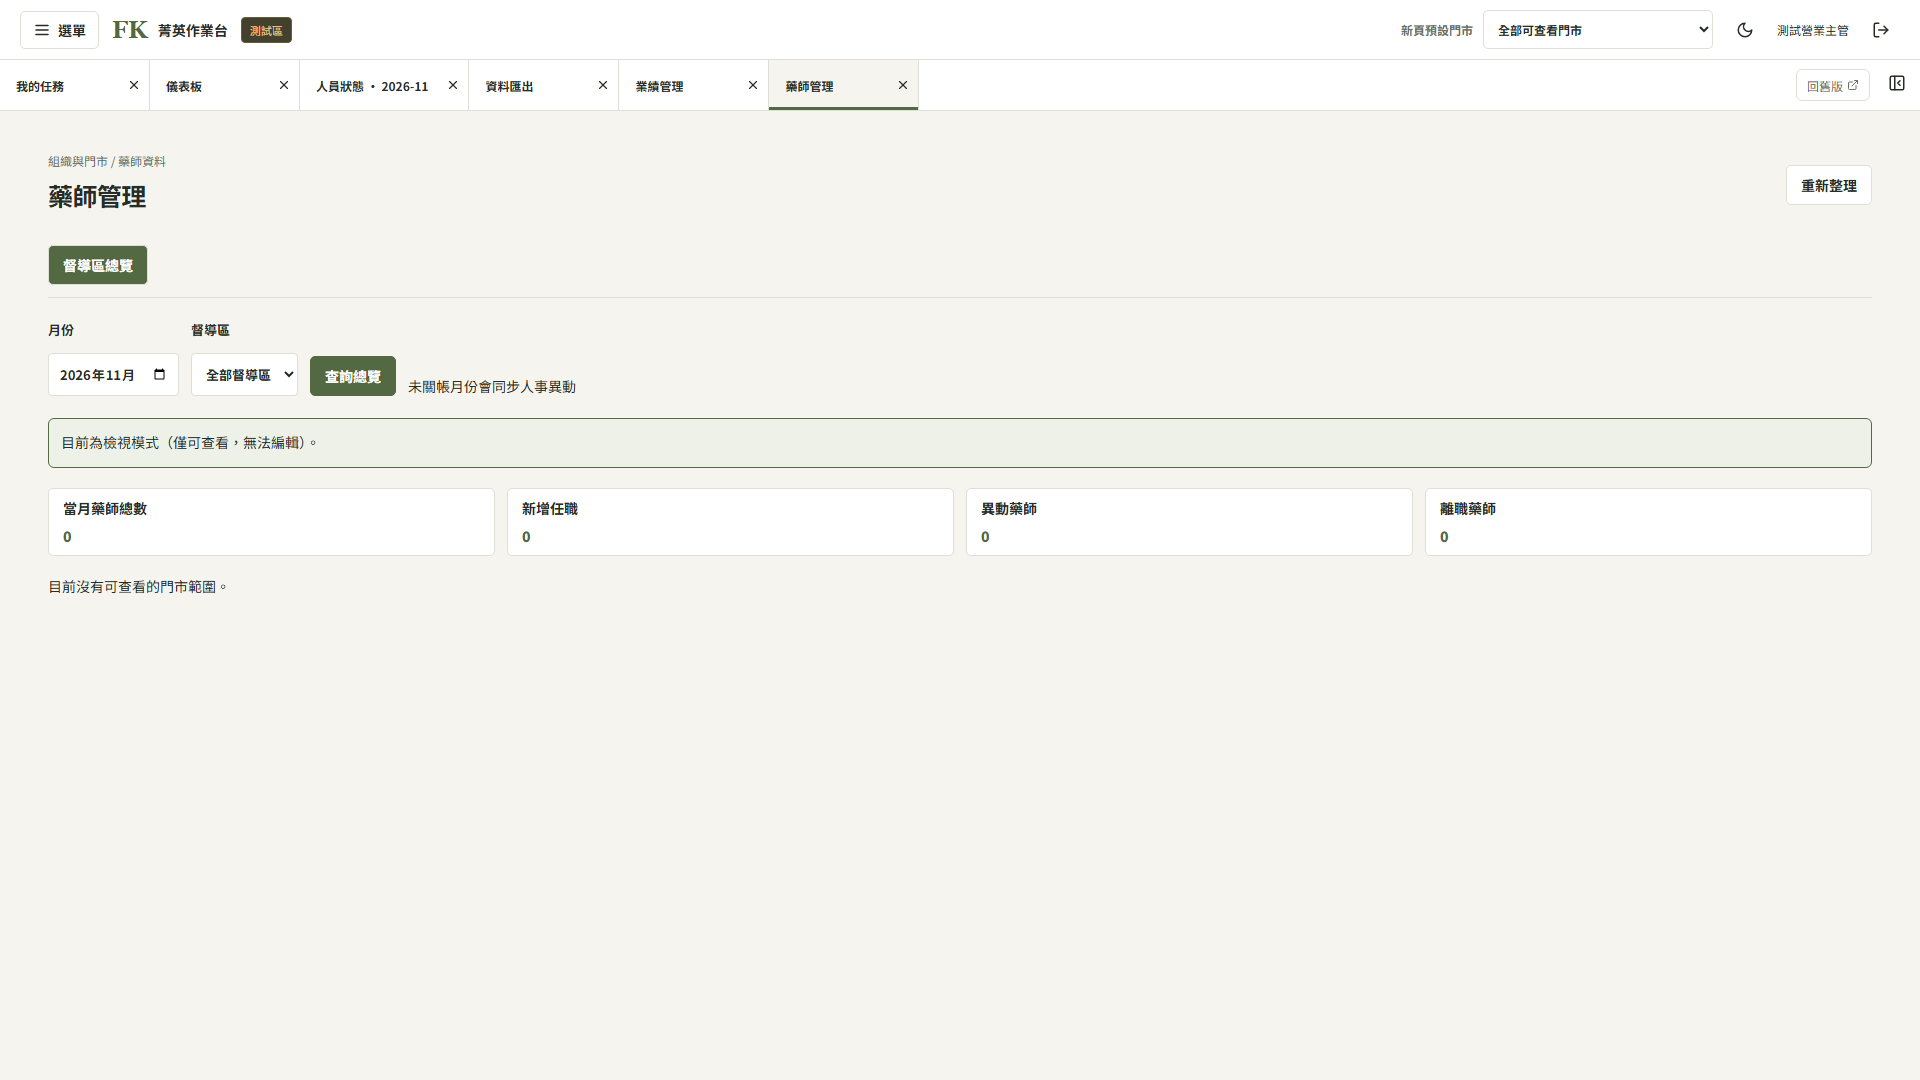 選單 FK 菁英作業台 測試區 新頁預設門市 全部可查看門市 測試營業主管
我的任務 儀表板 人員狀態 · 2026-11 資料匯出 業績管理 藥師管理 回舊版
組織與門市 / 藥師資料
藥師管理
重新整理
督導區總覽
月份 督導區
2026年11月 全部督導區 查詢總覽 未關帳月份會同步人事異動
目前為檢視模式（僅可查看，無法編輯）。
當月藥師總數 新增任職 異動藥師 離職藥師
0 0 0 0
目前沒有可查看的門市範圍。